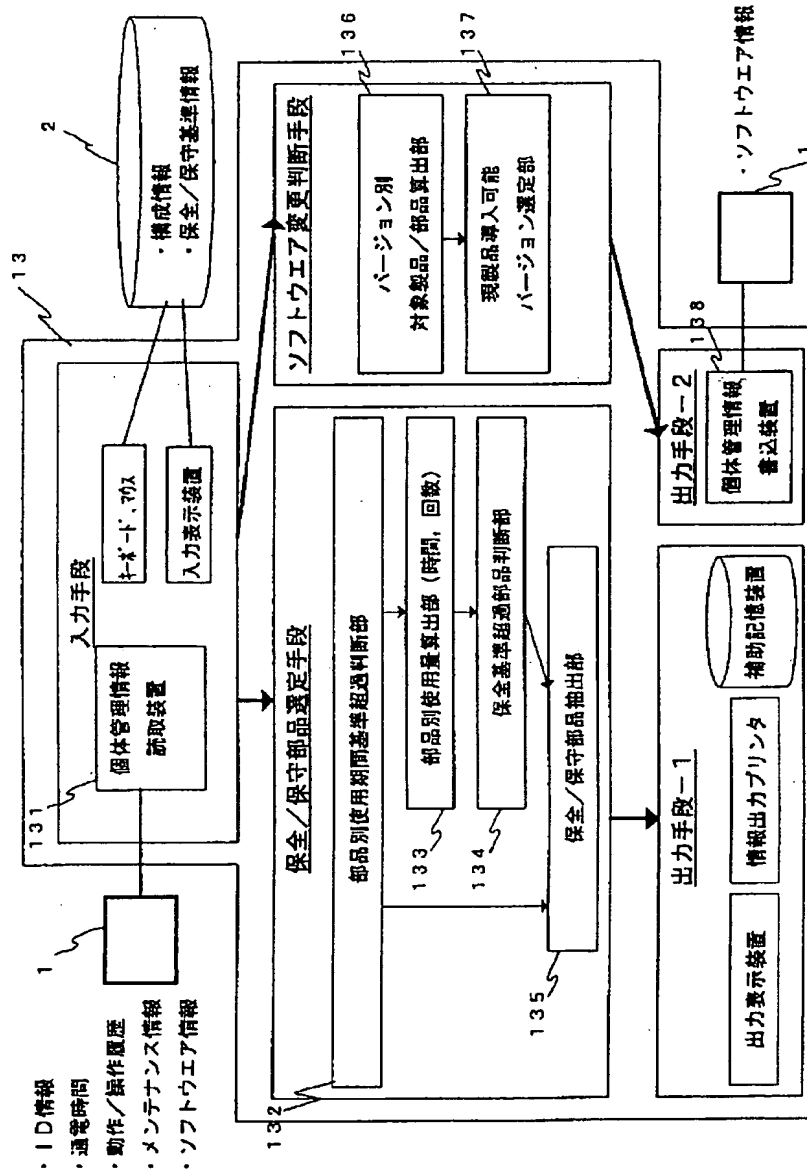 ・ID情報
・通電時間
・動作／操作履歴
・メンテナンス情報
・ソフトウエア情報
1
131
入力手段
個体管理情報
読取装置
キーボード、マウス
入力表示装置
13
2
・構成情報
・保全／保守基準情報
132
保全／保守部品選定手段
部品別使用期間基準超過判断部
133
部品別使用量算出部（時間，回数）
134
保全基準超過部品判断部
135
保全／保守部品抽出部
ソフトウエア変更判断手段
136
バージョン別
対象製品／部品算出部
137
現製品導入可能
バージョン選定部
出力手段－1
出力表示装置
情報出力プリンタ
補助記憶装置
出力手段－2
138
個体管理情報
書込装置
1
・ソフトウエア情報